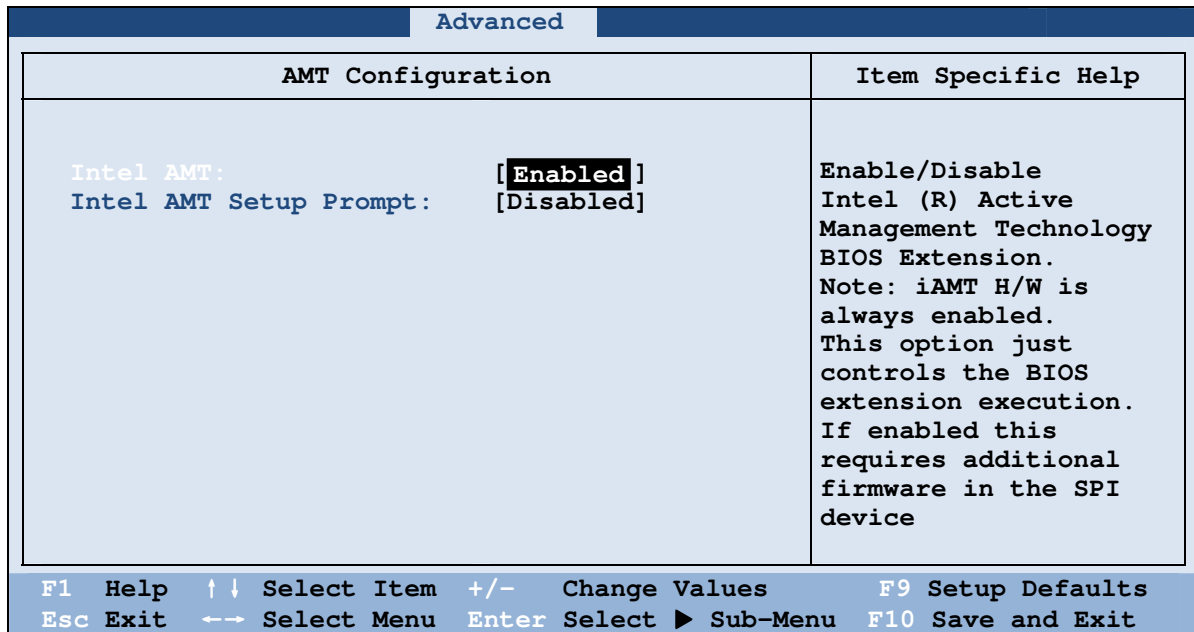 Advanced
AMT Configuration
Item Specific Help
Intel AMT: [Enabled]
Intel AMT Setup Prompt: [Disabled]
Enable/Disable
Intel (R) Active
Management Technology
BIOS Extension.
Note: iAMT H/W is
always enabled.
This option just
controls the BIOS
extension execution.
If enabled this
requires additional
firmware in the SPI
device
F1 Help ↑↓ Select Item +/- Change Values F9 Setup Defaults
Esc Exit ←→ Select Menu Enter Select ▶ Sub-Menu F10 Save and Exit